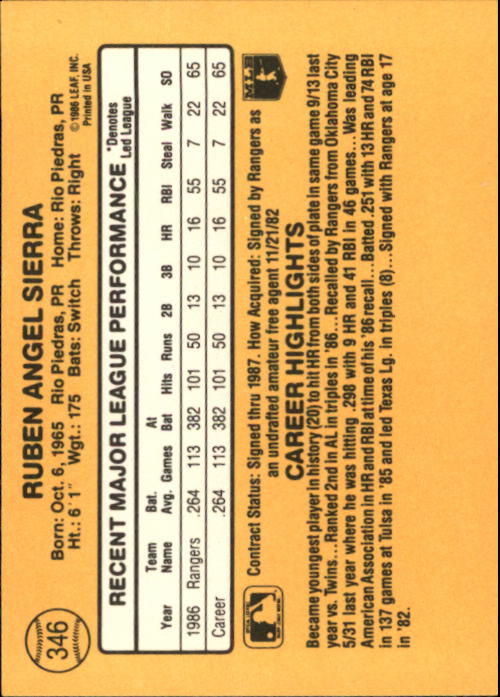 346
RUBEN ANGEL SIERRA
Born: Oct. 6, 1965 Rio Piedras, PR Home: Rio Piedras, PR
Ht.: 6' 1" Wgt.: 175 Bats: Switch Throws: Right
©1986 LEAF, INC.
Printed in USA
RECENT MAJOR LEAGUE PERFORMANCE
*Denotes
Led League
Year Team Name Bat. Avg. Games At Bat Hits Runs 2B 3B HR RBI Steal Walk SO
1986 Rangers .264 113 382 101 50 13 10 16 55 7 22 65
Career .264 113 382 101 50 13 10 16 55 7 22 65
Contract Status: Signed thru 1987. How Acquired: Signed by Rangers as
an undrafted amateur free agent 11/21/82
MLB
CAREER HIGHLIGHTS
Became youngest player in history (20) to hit HR from both sides of plate in same game 9/13 last
year vs. Twins...Ranked 2nd in AL in triples in '86...Recalled by Rangers from Oklahoma City
5/31 last year where he was hitting .298 with 9 HR and 41 RBI in 46 games...Was leading
American Association in HR and RBI at time of his '86 recall...Batted .251 with 13 HR and 74 RBI
in 137 games at Tulsa in '85 and led Texas Lg. in triples (8)...Signed with Rangers at age 17
in '82.